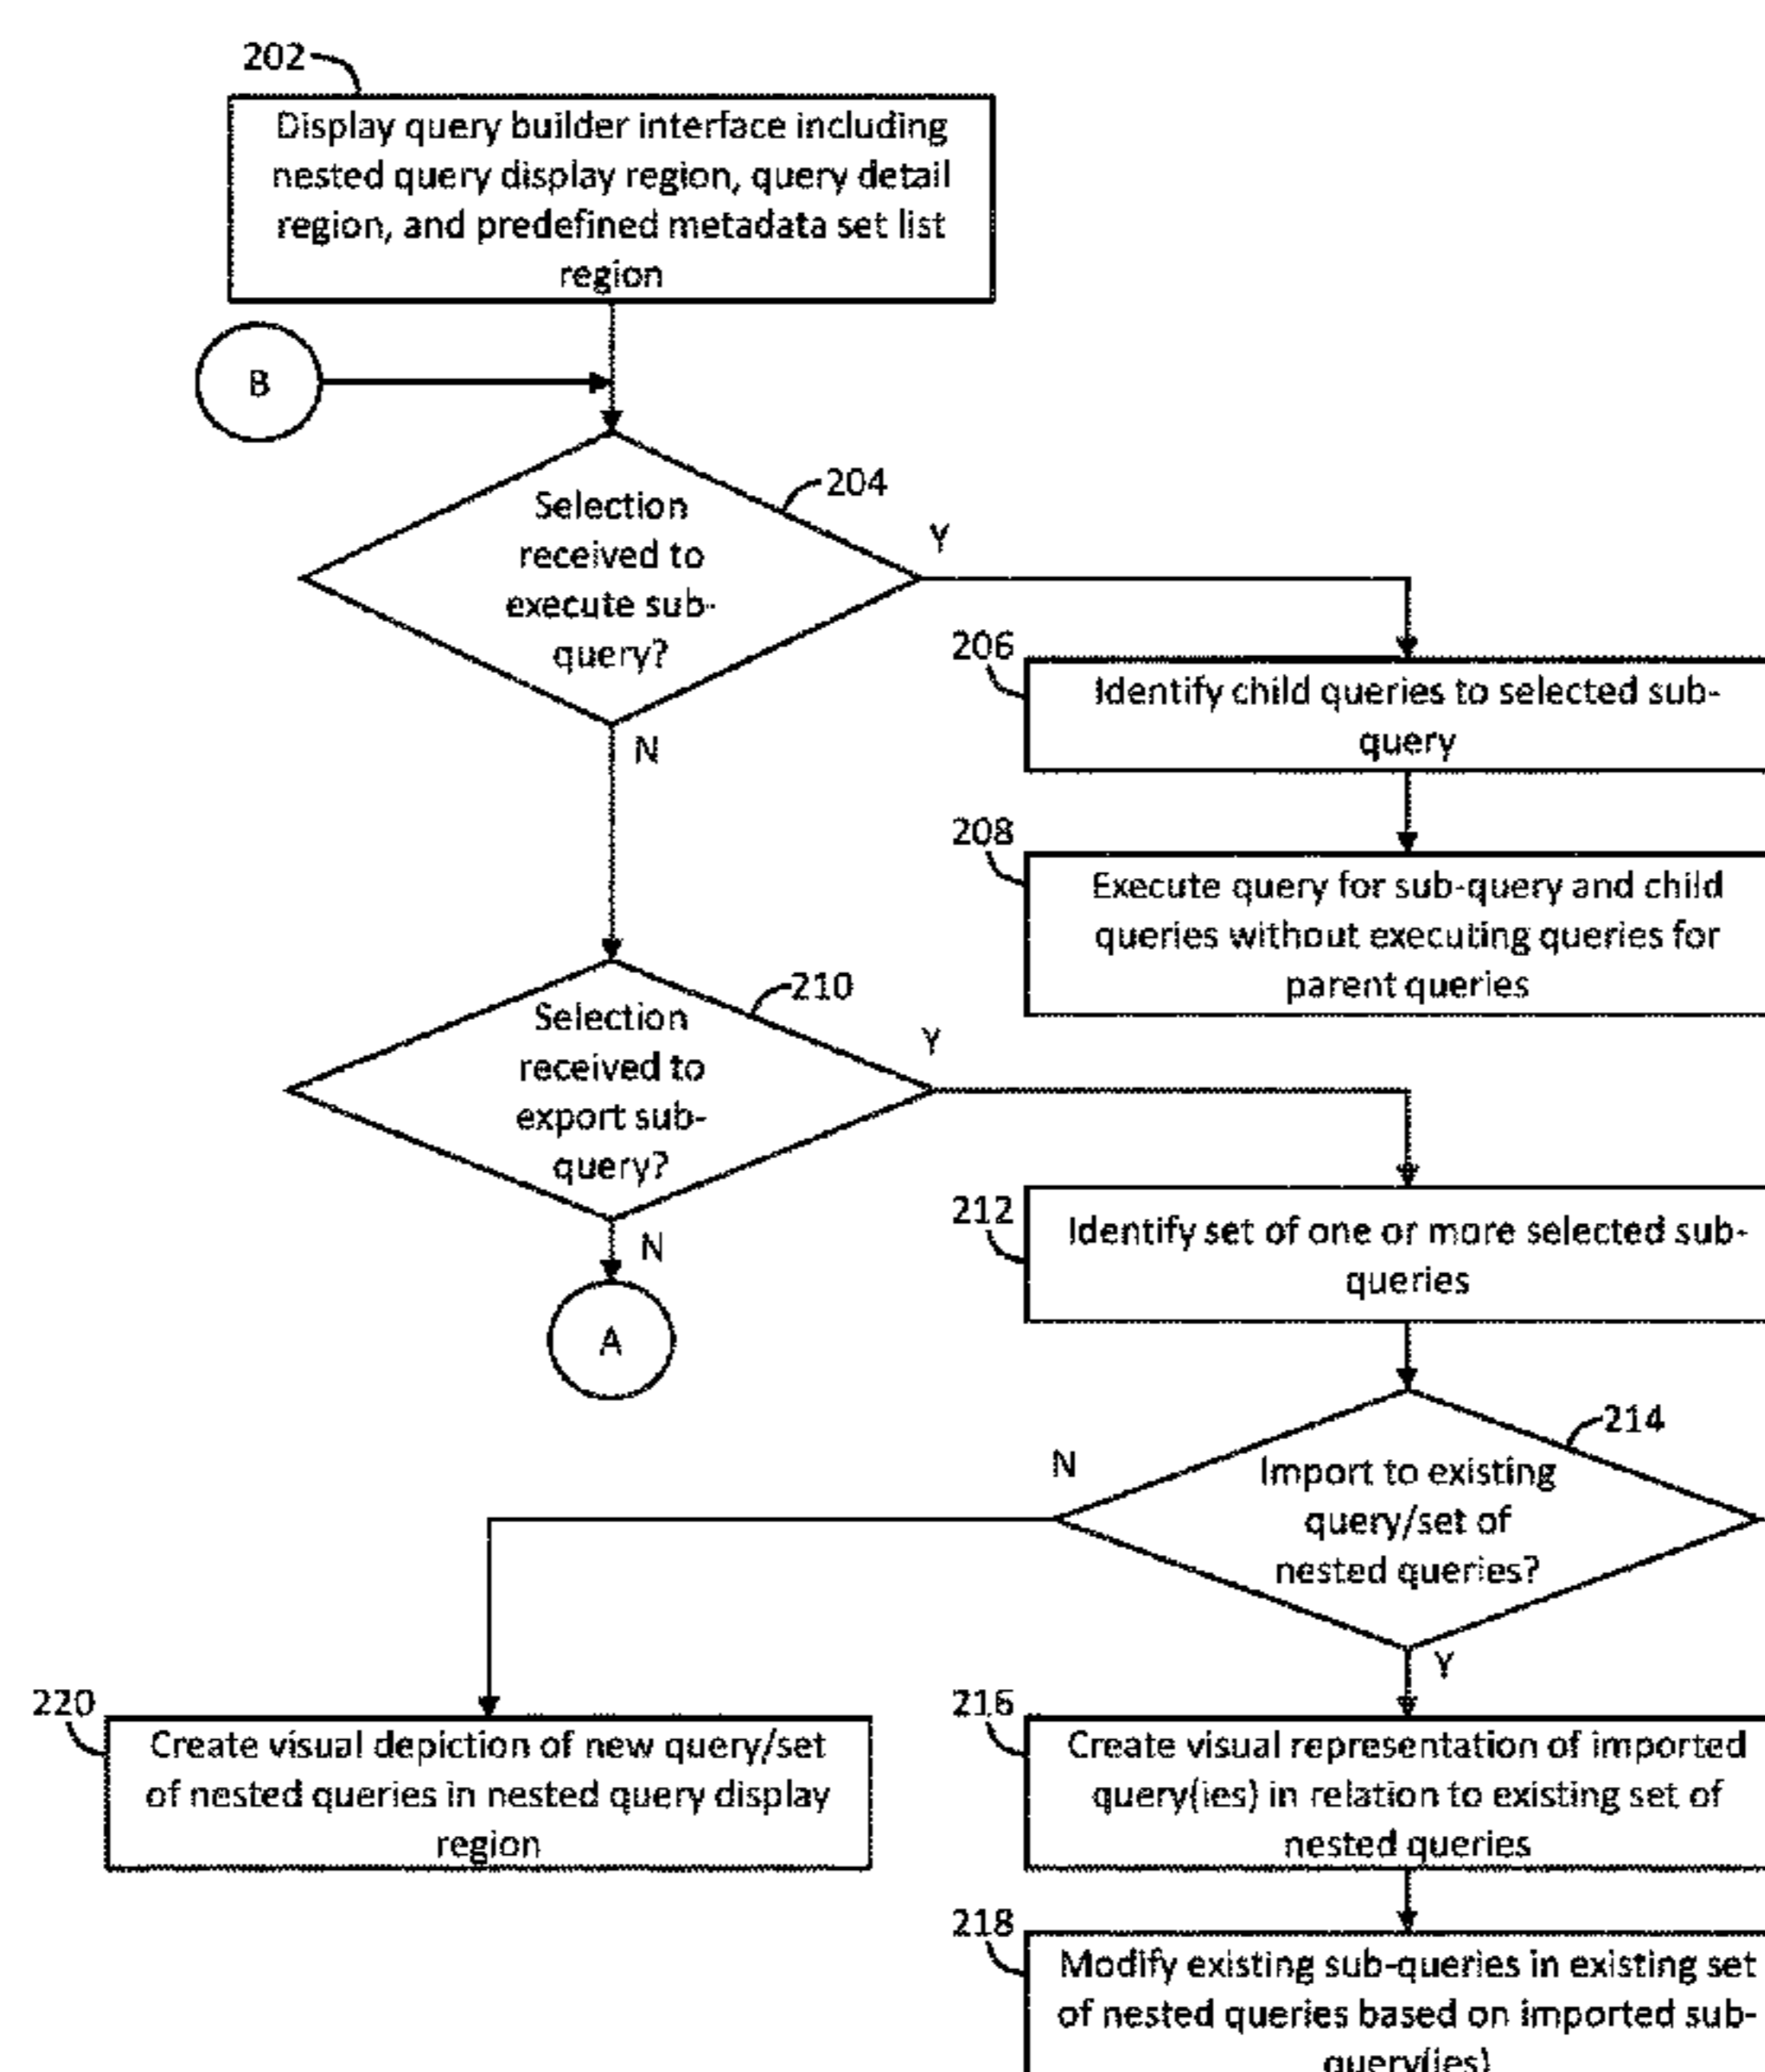 202
Display query builder interface including
nested query display region, query detail
region, and predefined metadata set list
region
B
204
Selection
received to
execute sub-
query?
Y
N
206
Identify child queries to selected sub-
query
208
Execute query for sub-query and child
queries without executing queries for
parent queries
210
Selection
received to
export sub-
query?
Y
N
A
212
Identify set of one or more selected sub-
queries
214
Import to existing
query/set of
nested queries?
N
Y
220
Create visual depiction of new query/set
of nested queries in nested query display
region
216
Create visual representation of imported
query(ies) in relation to existing set of
nested queries
218
Modify existing sub-queries in existing set
of nested queries based on imported sub-
query(ies)